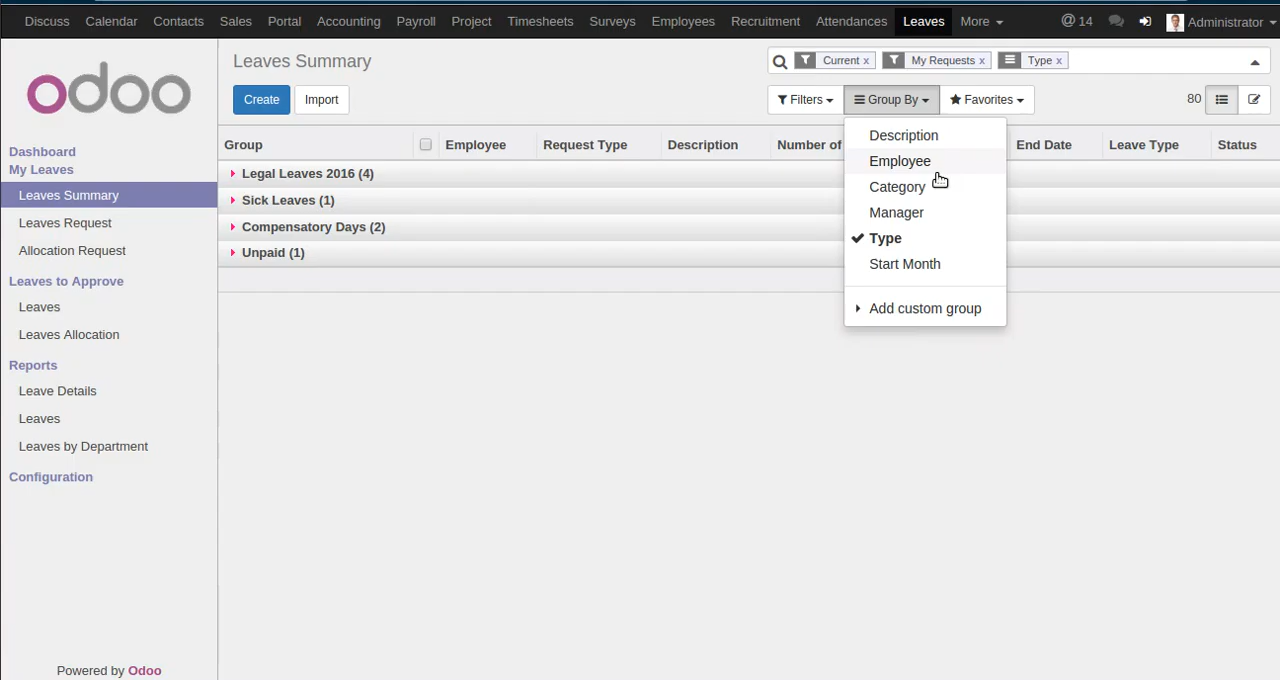 Discuss Calendar Contacts Sales Portal Accounting Payroll Project Timesheets Surveys Employees Recruitment Attendances Leaves More @ 14 Administrator
odoo
Leaves Summary
Current x My Requests x Type x
Create Import
Filters Group By Favorites 80
Dashboard
My Leaves
Leaves Summary
Leaves Request
Allocation Request
Leaves to Approve
Leaves
Leaves Allocation
Reports
Leave Details
Leaves
Leaves by Department
Configuration
Powered by Odoo
Group Employee Request Type Description Number of End Date Leave Type Status
Legal Leaves 2016 (4)
Sick Leaves (1)
Compensatory Days (2)
Unpaid (1)
Description
Employee
Category
Manager
Type
Start Month
Add custom group